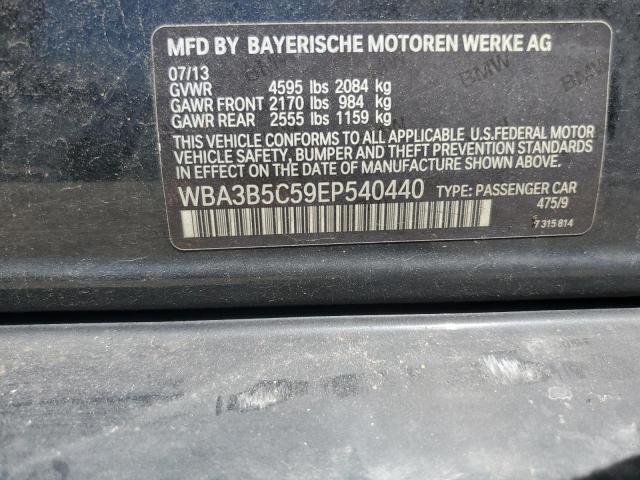 MFD BY BAYERISCHE MOTOREN WERKE AG
07/13
GVWR 4595 lbs 2084 kg
GAWR FRONT 2170 lbs 984 kg
GAWR REAR 2555 lbs 1159 kg
THIS VEHICLE CONFORMS TO ALL APPLICABLE U.S.FEDERAL MOTOR
VEHICLE SAFETY, BUMPER AND THEFT PREVENTION STANDARDS
IN EFFECT ON THE DATE OF MANUFACTURE SHOWN ABOVE.
WBA3B5C59EP540440 TYPE: PASSENGER CAR
475/9
7 315 814
BMW
BMW